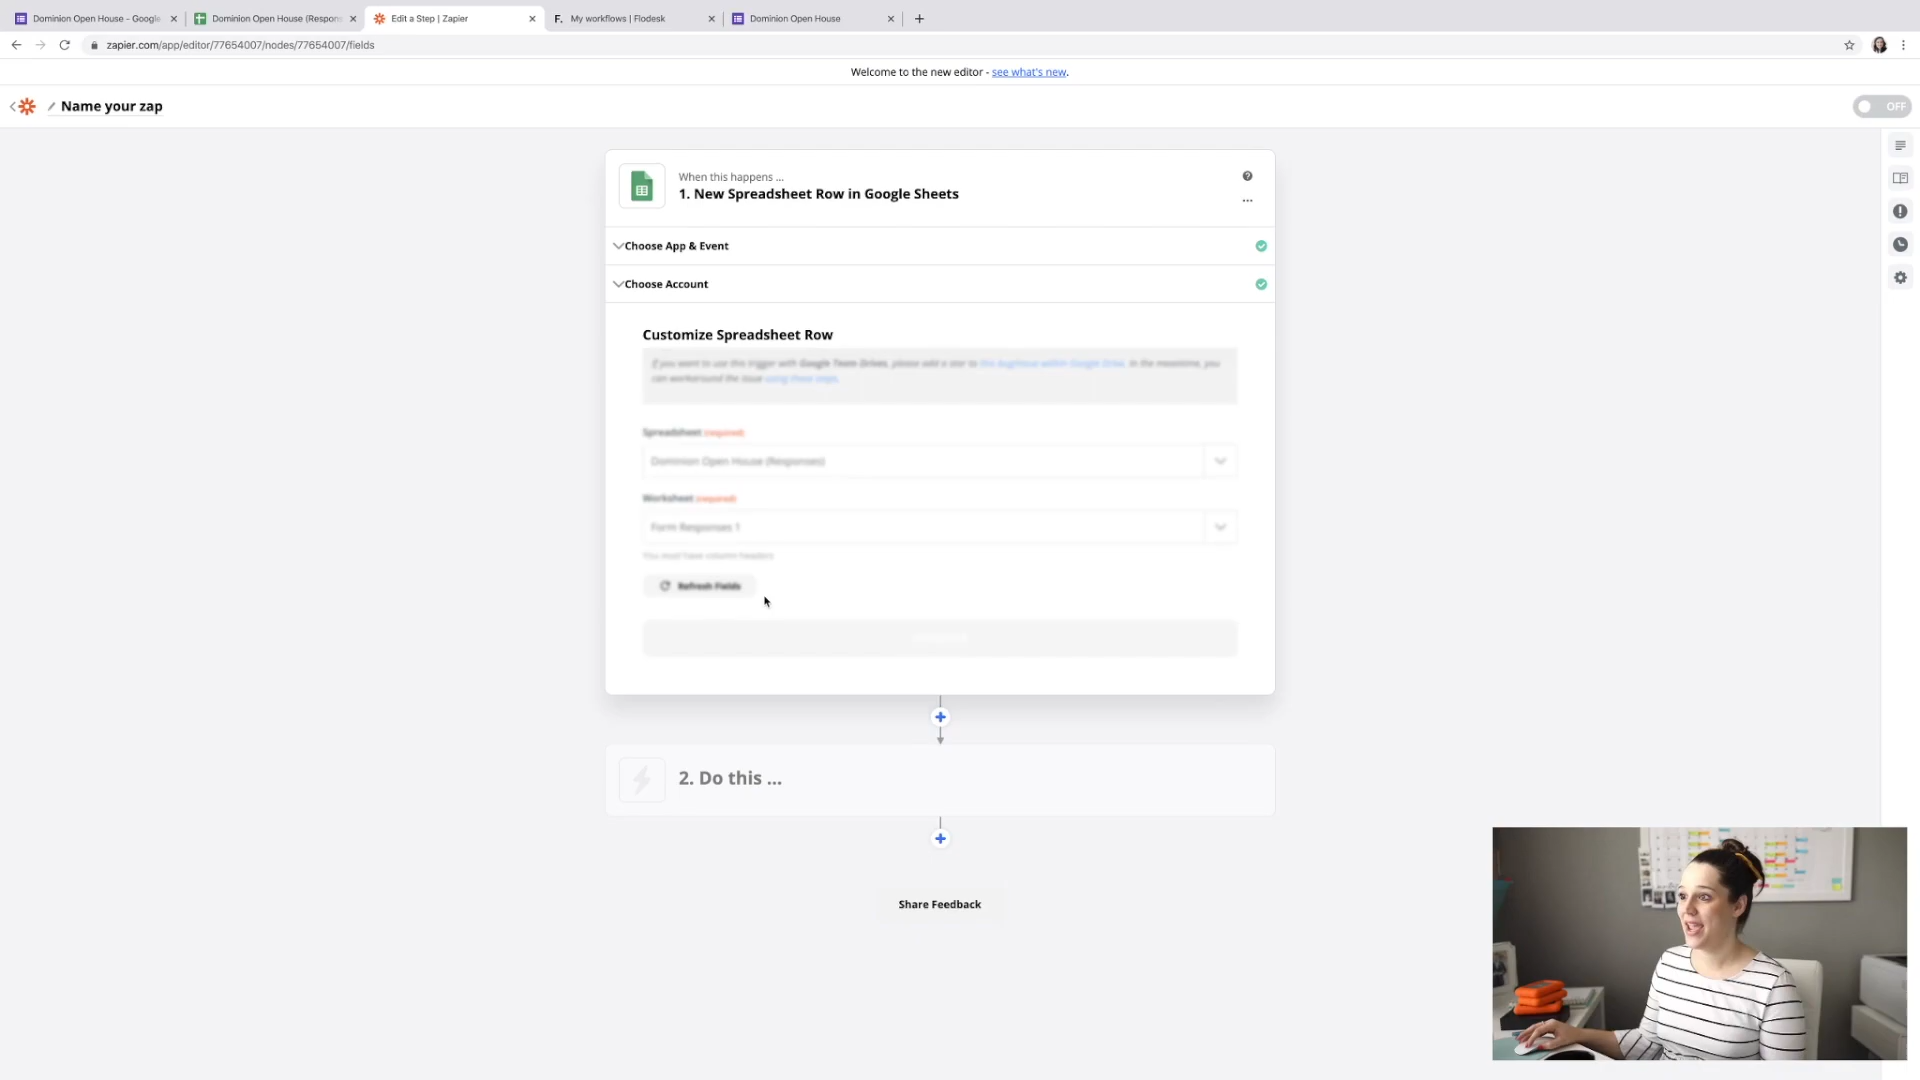 Dominion Open House - Google
Dominion Open House (Respon
Edit a Step | Zapier
My workflows | Flodesk
Dominion Open House
zapier.com/app/editor/77654007/nodes/77654007/fields
Welcome to the new editor - see what's new.
Name your zap
OFF
When this happens ...
1. New Spreadsheet Row in Google Sheets
Choose App & Event
Choose Account
Customize Spreadsheet Row
If you want to use this trigger with Google Team Drives, please add a star to this bug/issue within Google Drive. In the meantime, you
can workaround the issue using these steps.
Spreadsheet (required)
Dominion Open House (Responses)
Worksheet (required)
Form Responses 1
You must have column headers
Refresh Fields
2. Do this ...
Share Feedback